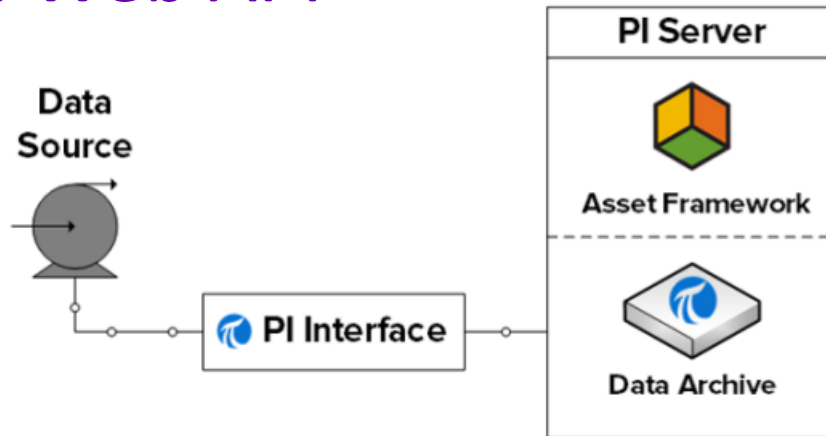 PI Server
Data
Source
Asset Framework
PI Interface
Data Archive